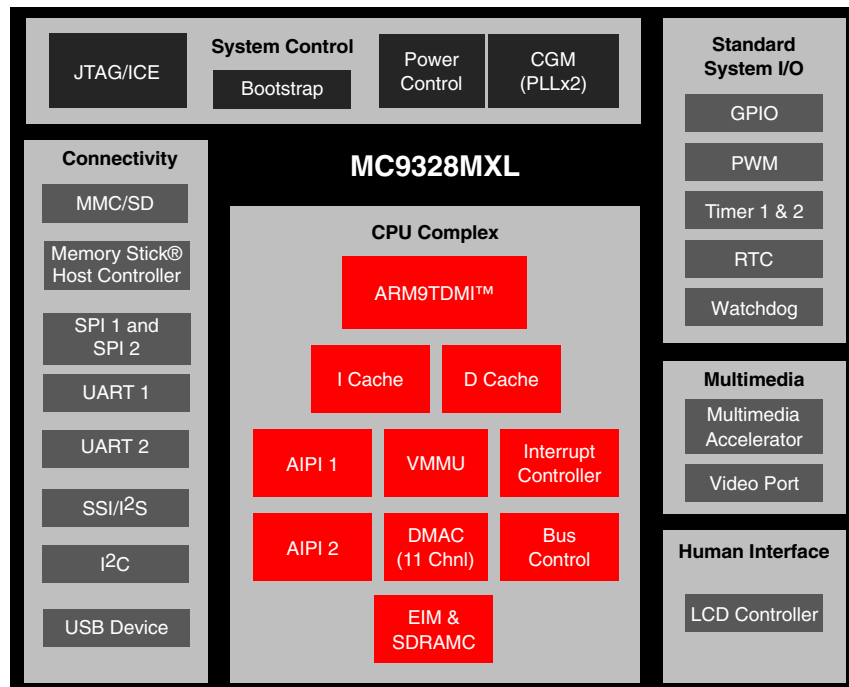 System Control
JTAG/ICE
Bootstrap
Power
Control
CGM
(PLLx2)
Standard
System I/O
GPIO
PWM
Timer 1 & 2
RTC
Watchdog
Connectivity
MMC/SD
Memory Stick®
Host Controller
SPI 1 and
SPI 2
UART 1
UART 2
SSI/I2S
I2C
USB Device
MC9328MXL
CPU Complex
ARM9TDMI™
I Cache
D Cache
AIPI 1
VMMU
Interrupt
Controller
AIPI 2
DMAC
(11 Chnl)
Bus
Control
EIM &
SDRAMC
Multimedia
Multimedia
Accelerator
Video Port
Human Interface
LCD Controller